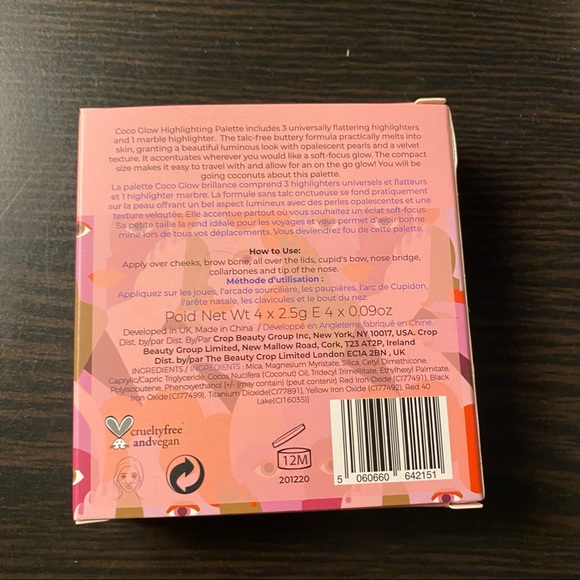 Coco Glow Highlighting Palette includes 3 universally flattering highlighters
and 1 marble highlighter. The talc-free buttery formula practically melts into
skin, granting a beautiful luminous look with opalescent pearls and a velvet
texture. It accentuates wherever you would like a soft-focus glow. The compact
size makes it easy to travel with and allow for an on the go glow! You will be
going coconuts about this palette.
La palette Coco Glow brillance comprend 3 highlighters universels et flatteurs
et 1 highlighter marbre. La formule sans talc onctueuse se fond pratiquement
sur la peau offrant un bel aspect lumineux avec des perles opalescentes et une
texture veloutée. Elle accentue partout où vous souhaitez un éclat soft-focus.
Sa petite taille la rend idéale pour les voyages et vous permet d'avoir bonne
mine lors de tous vos déplacements. Vous deviendrez fou de cette palette.
How to Use:
Apply over cheeks, brow bone, all over the lids, cupid's bow, nose bridge,
collarbones and tip of the nose.
Méthode d'utilisation :
Appliquez sur les joues, l'arcade sourcilière, les paupières, l'arc de Cupidon,
l'arête nasale, les clavicules et le bout du nez.
Poid Net Wt 4 x 2.5g E 4 x 0.09oz
Developed in UK. Made in China / Développé en Angleterre, fabriqué en Chine.
Dist. by/par Dist. By/Par Crop Beauty Group Inc, New York, NY 10017, USA. Crop
Beauty Group Limited, New Mallow Road, Cork, T23 AT2P, Ireland
Dist. by/par The Beauty Crop Limited London EC1A 2BN , UK
INGREDIENTS / INGRÉDIENTS : Mica, Magnesium Myristate, Silica, Cetyl Dimethicone,
Caprylic/Capric Triglyceride, Cocos Nucifera (Coconut) Oil, Tridecyl Trimellitate, Ethylhexyl Palmitate,
Polyisobutene, Phenoxyethanol [+/- (may contain) (peut contenir) Red Iron Oxide (CI77491), Black
Iron Oxide (CI77499), Titanium Dioxide(CI77891), Yellow Iron Oxide (CI77492), Red 40
Lake(CI16035)]
crueltyfree
andvegan
12M
201220
5 060660 642151